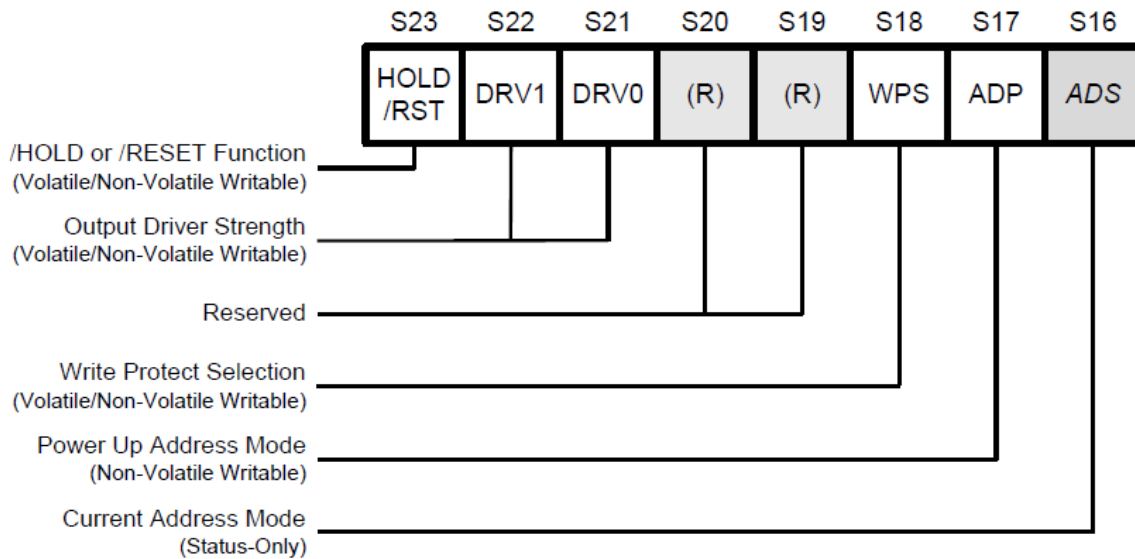 S23 S22 S21 S20 S19 S18 S17 S16
HOLD
/RST
DRV1 DRV0 (R) (R) WPS ADP ADS
/HOLD or /RESET Function
(Volatile/Non-Volatile Writable)
Output Driver Strength
(Volatile/Non-Volatile Writable)
Reserved
Write Protect Selection
(Volatile/Non-Volatile Writable)
Power Up Address Mode
(Non-Volatile Writable)
Current Address Mode
(Status-Only)